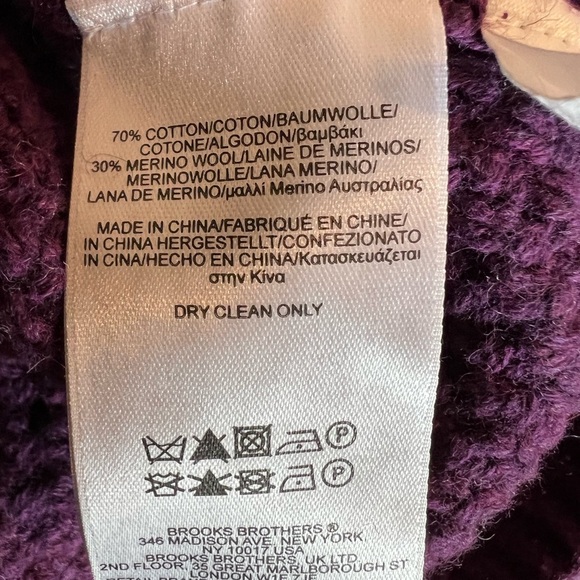 70% COTTON/COTON/BAUMWOLLE/
COTONE/ALGODON/βαμβάκι
30% MERINO WOOL/LAINE DE MERINOS/
MERINOWOLLE/LANA MERINO/
LANA DE MERINO/μαλλί Merino Αυστραλίας
MADE IN CHINA/FABRIQUÉ EN CHINE/
IN CHINA HERGESTELLT/CONFEZIONATO
IN CINA/HECHO EN CHINA/Κατασκευάζεται
στην Κίνα
DRY CLEAN ONLY
P
P
BROOKS BROTHERS ®
346 MADISON AVE, NEW YORK,
NY 10017 USA
BROOKS BROTHERS, UK LTD
2ND FLOOR, 35 GREAT MARLBOROUGH ST
LONDON W1F 7JF